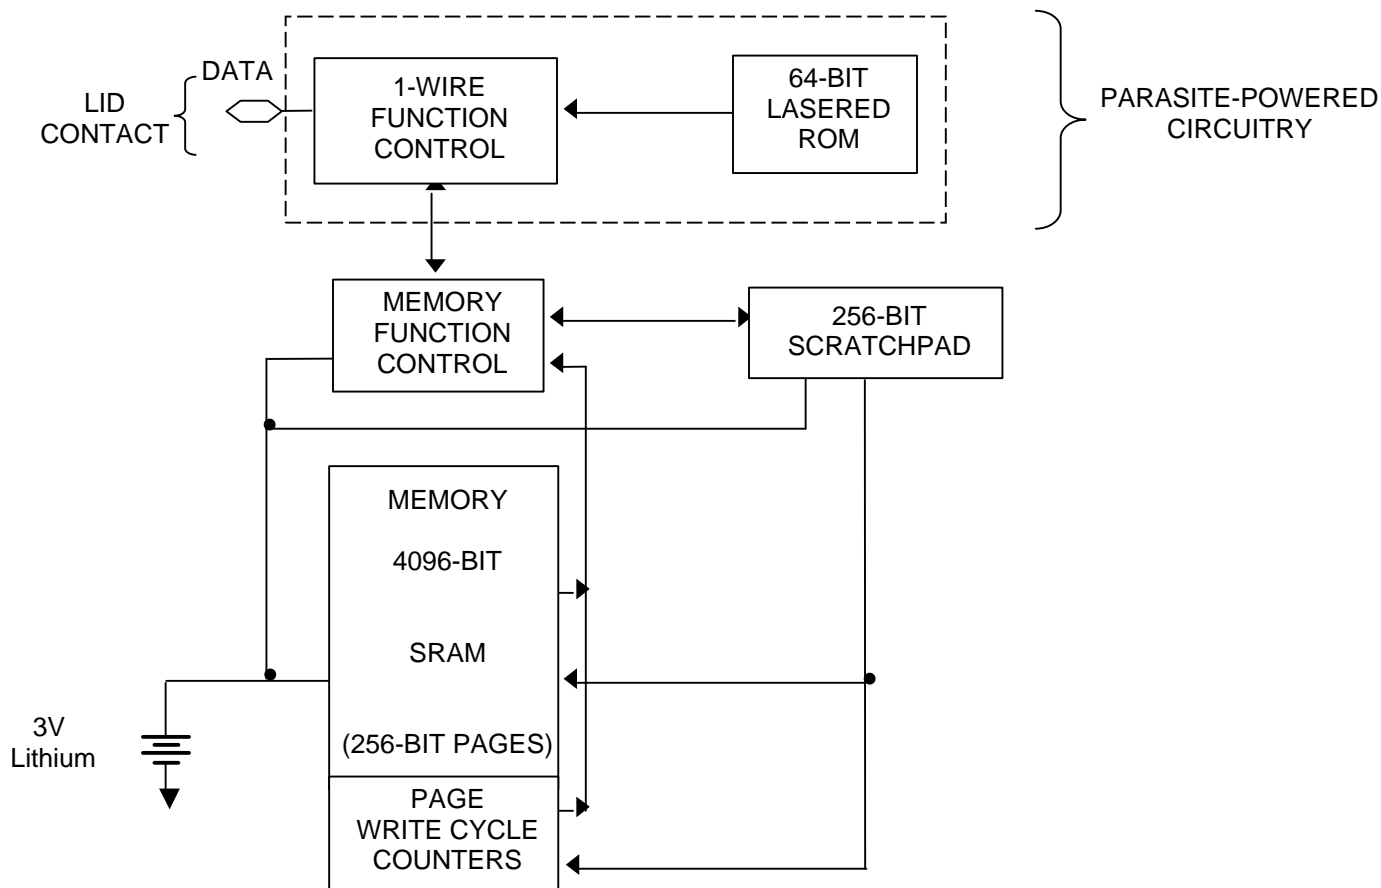 DATA
LID
CONTACT
1-WIRE
FUNCTION
CONTROL
64-BIT
LASERED
ROM
PARASITE-POWERED
CIRCUITRY
MEMORY
FUNCTION
CONTROL
256-BIT
SCRATCHPAD
MEMORY
4096-BIT
SRAM
(256-BIT PAGES)
3V
Lithium
PAGE
WRITE CYCLE
COUNTERS